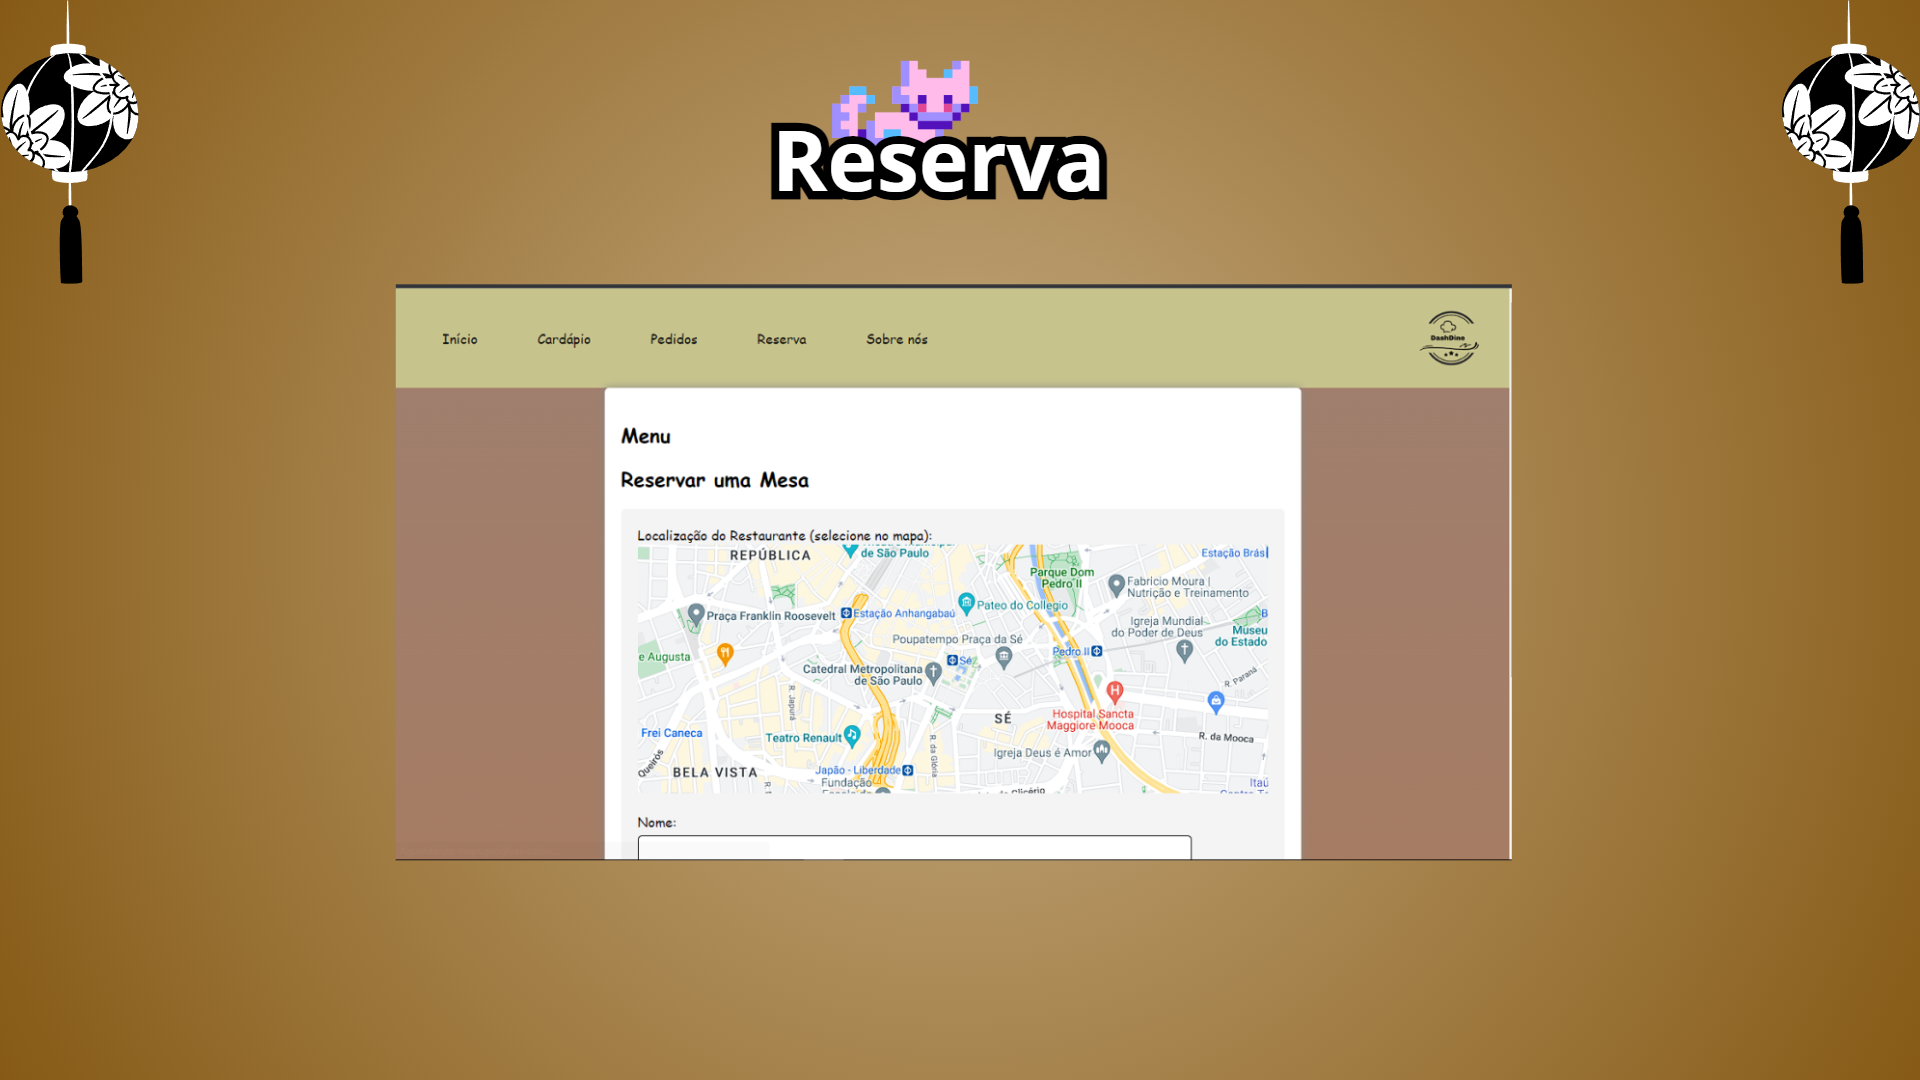 Reserva
Início
Cardápio
Pedidos
Reserva
Sobre nós
DashDine
Menu
Reservar uma Mesa
Localização do Restaurante (selecione no mapa):
REPÚBLICA
de São Paulo
Estação Brás
Parque Dom
Pedro II
Fabricio Moura |
Nutrição e Treinamento
Praça Franklin Roosevelt
Estação Anhangabaú
Pateo do Collegio
B
Igreja Mundial
do Poder de Deus
Museu
do Estado
Poupatempo Praça da Sé
Pedro II
e Augusta
Sé
Catedral Metropolitana
de São Paulo
R. Paraná
R. Japurá
H
Hospital Sancta
Maggiore Mooca
SÉ
Frei Caneca
Teatro Renault
R. da Glória
Igreja Deus é Amor
R. da Mooca
Queirós
BELA VISTA
Japão - Liberdade
Fundação
Itaú
Nome: